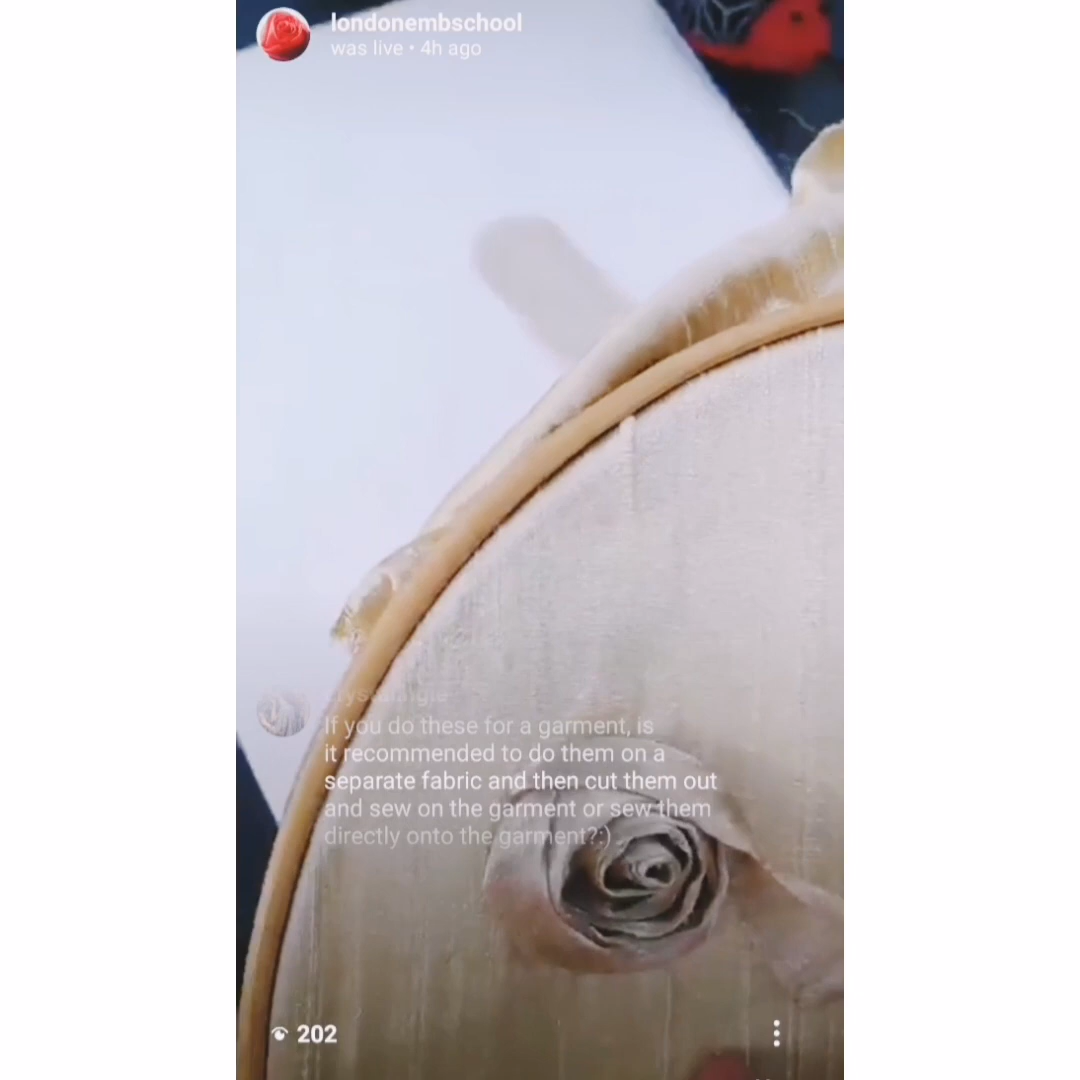 londonembschool
was live • 4h ago
If you do these for a garment, is
it recommended to do them on a
separate fabric and then cut them out
and sew on the garment or sew them
directly onto the garment?:)
202